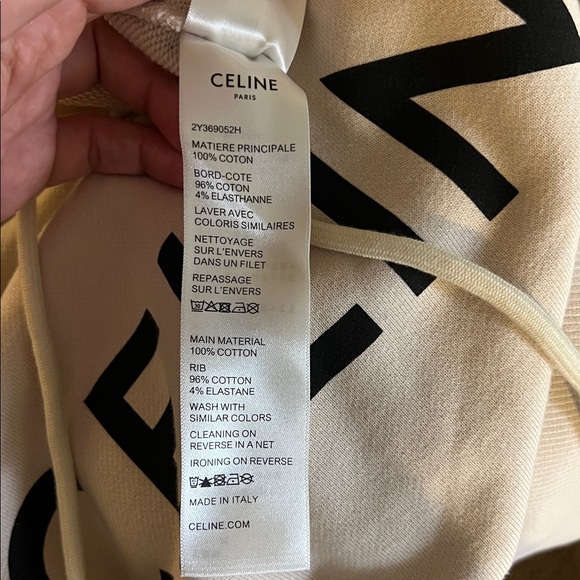 CELINE
PARIS
2Y369052H
MATIERE PRINCIPALE
100% COTON
BORD-COTE
96% COTON
4% ELASTHANNE
LAVER AVEC
COLORIS SIMILAIRES
NETTOYAGE
SUR L'ENVERS
DANS UN FILET
REPASSAGE
SUR L'ENVERS
MAIN MATERIAL
100% COTTON
RIB
96% COTTON
4% ELASTANE
WASH WITH
SIMILAR COLORS
CLEANING ON
REVERSE IN A NET
IRONING ON REVERSE
MADE IN ITALY
CELINE.COM